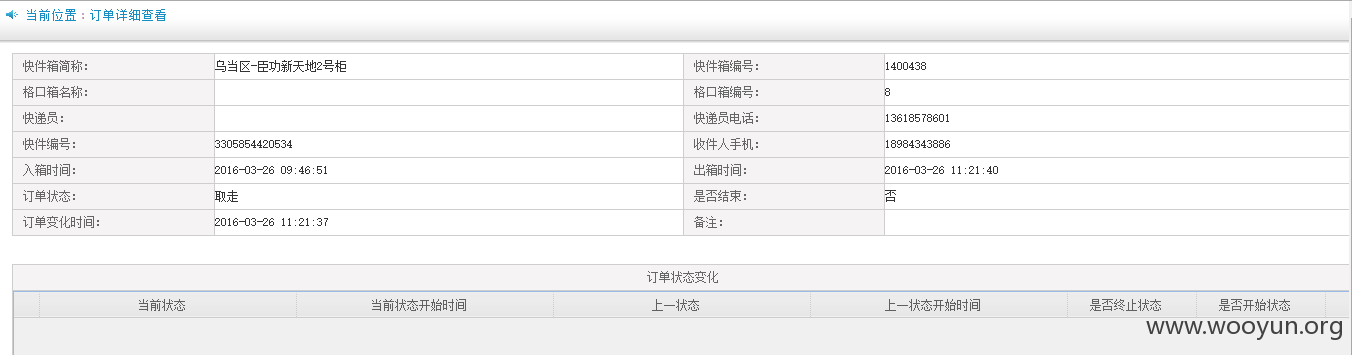 当前位置：订单详细查看
快件箱简称： 乌当区-臣功新天地2号柜 快件箱编号： 1400438
格口箱名称： 格口箱编号： 8
快递员： 快递员电话： 13618578601
快件编号： 3305854420534 收件人手机： 18984343886
入箱时间： 2016-03-26 09:46:51 出箱时间： 2016-03-26 11:21:40
订单状态： 取走 是否结束： 否
订单变化时间： 2016-03-26 11:21:37 备注：
订单状态变化
当前状态 当前状态开始时间 上一状态 上一状态开始时间 是否终止状态 是否开始状态
www.wooyun.org